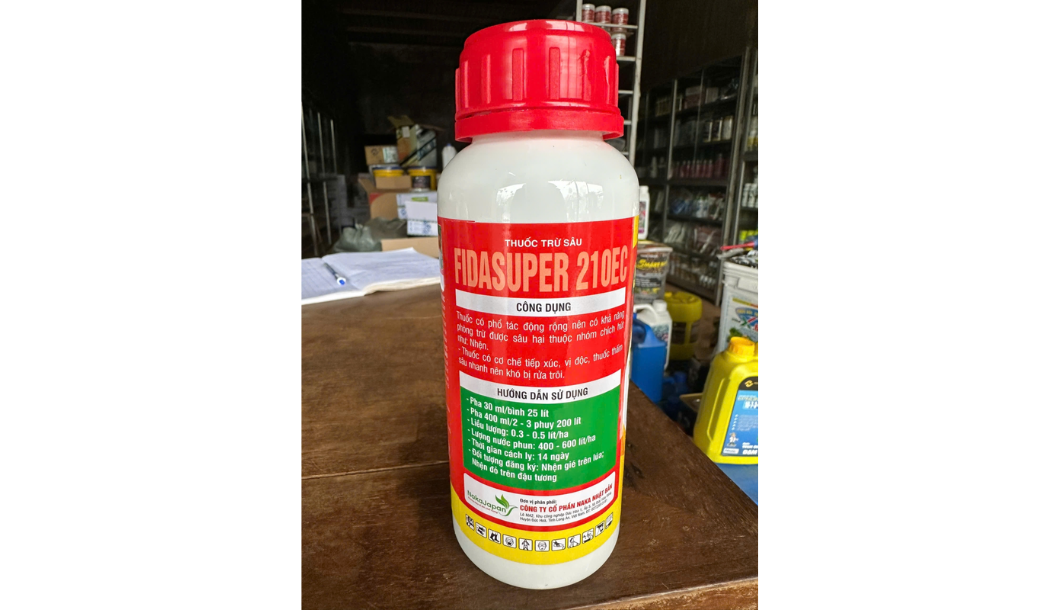 THUỐC TRỪ SÂU
FIDASUPER 210EC
CÔNG DỤNG
Thuốc có phổ tác động rộng nên có khả năng
phòng trừ được sâu hại thuộc nhóm chích hút
như: Nhện.
- Thuốc có cơ chế tiếp xúc, vị độc, thuốc thấm
sâu nhanh nên khó bị rửa trôi.
HƯỚNG DẪN SỬ DỤNG
- Pha 30 ml/bình 25 lít
- Pha 400 ml/2 - 3 phuy 200 lít
- Liều lượng: 0.3 - 0.5 lít/ha
- Lượng nước phun: 400 - 600 lít/ha
- Thời gian cách ly: 14 ngày
- Đối tượng đăng ký: Nhện gié trên lúa;
Nhện đỏ trên đậu tương
NakaJapan
Đơn vị phân phối:
CÔNG TY CỔ PHẦN NAKA NHẬT BẢN